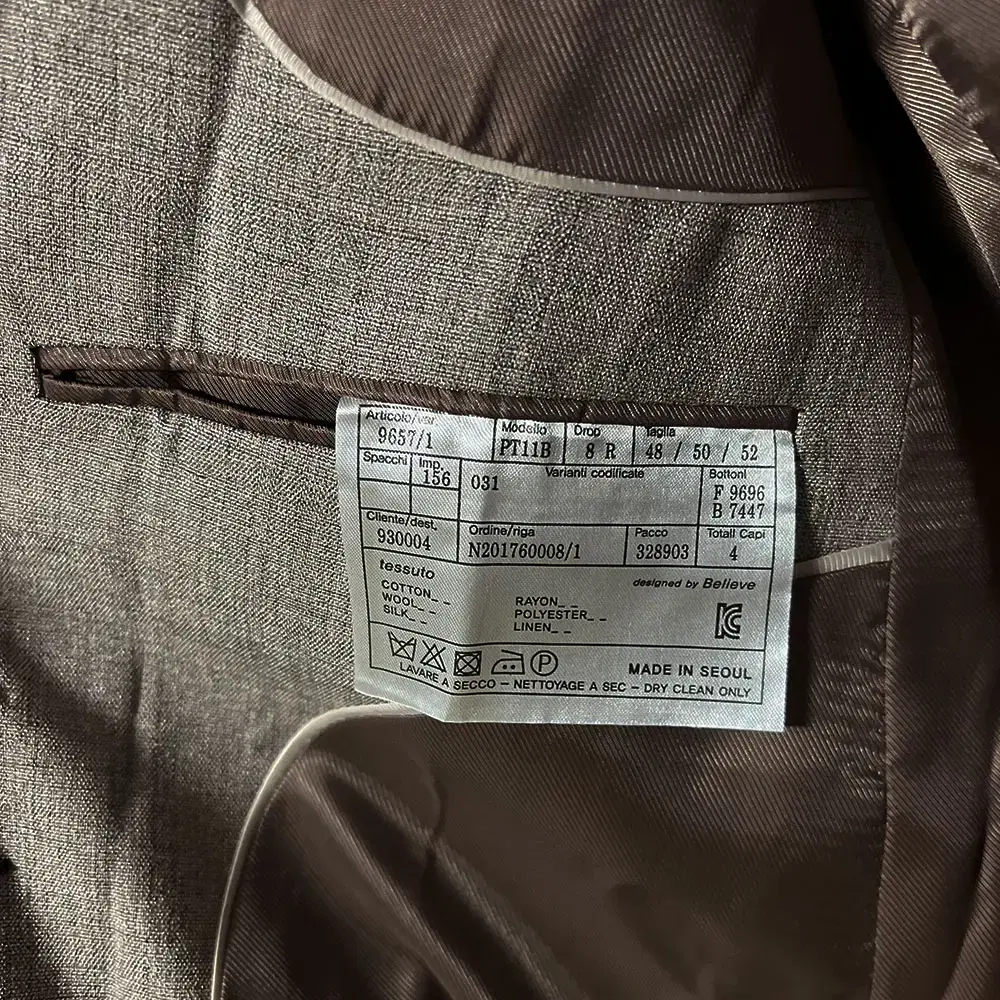 Articolo/var
9657/1
Modello
PT11B
Drop
8 R
Taglia
48 / 50 / 52
Spacchi
Imp.
156
Varianti codificate
031
Bottoni
F 9696
B 7447
Cliente/dest.
930004
Ordine/riga
N201760008/1
Pacco
328903
Totali Capi
4
tessuto
designed by Believe
COTTON_ _
WOOL_ _
SILK_ _
RAYON_ _
POLYESTER_ _
LINEN_ _
KC
P
MADE IN SEOUL
LAVARE A SECCO – NETTOYAGE A SEC – DRY CLEAN ONLY